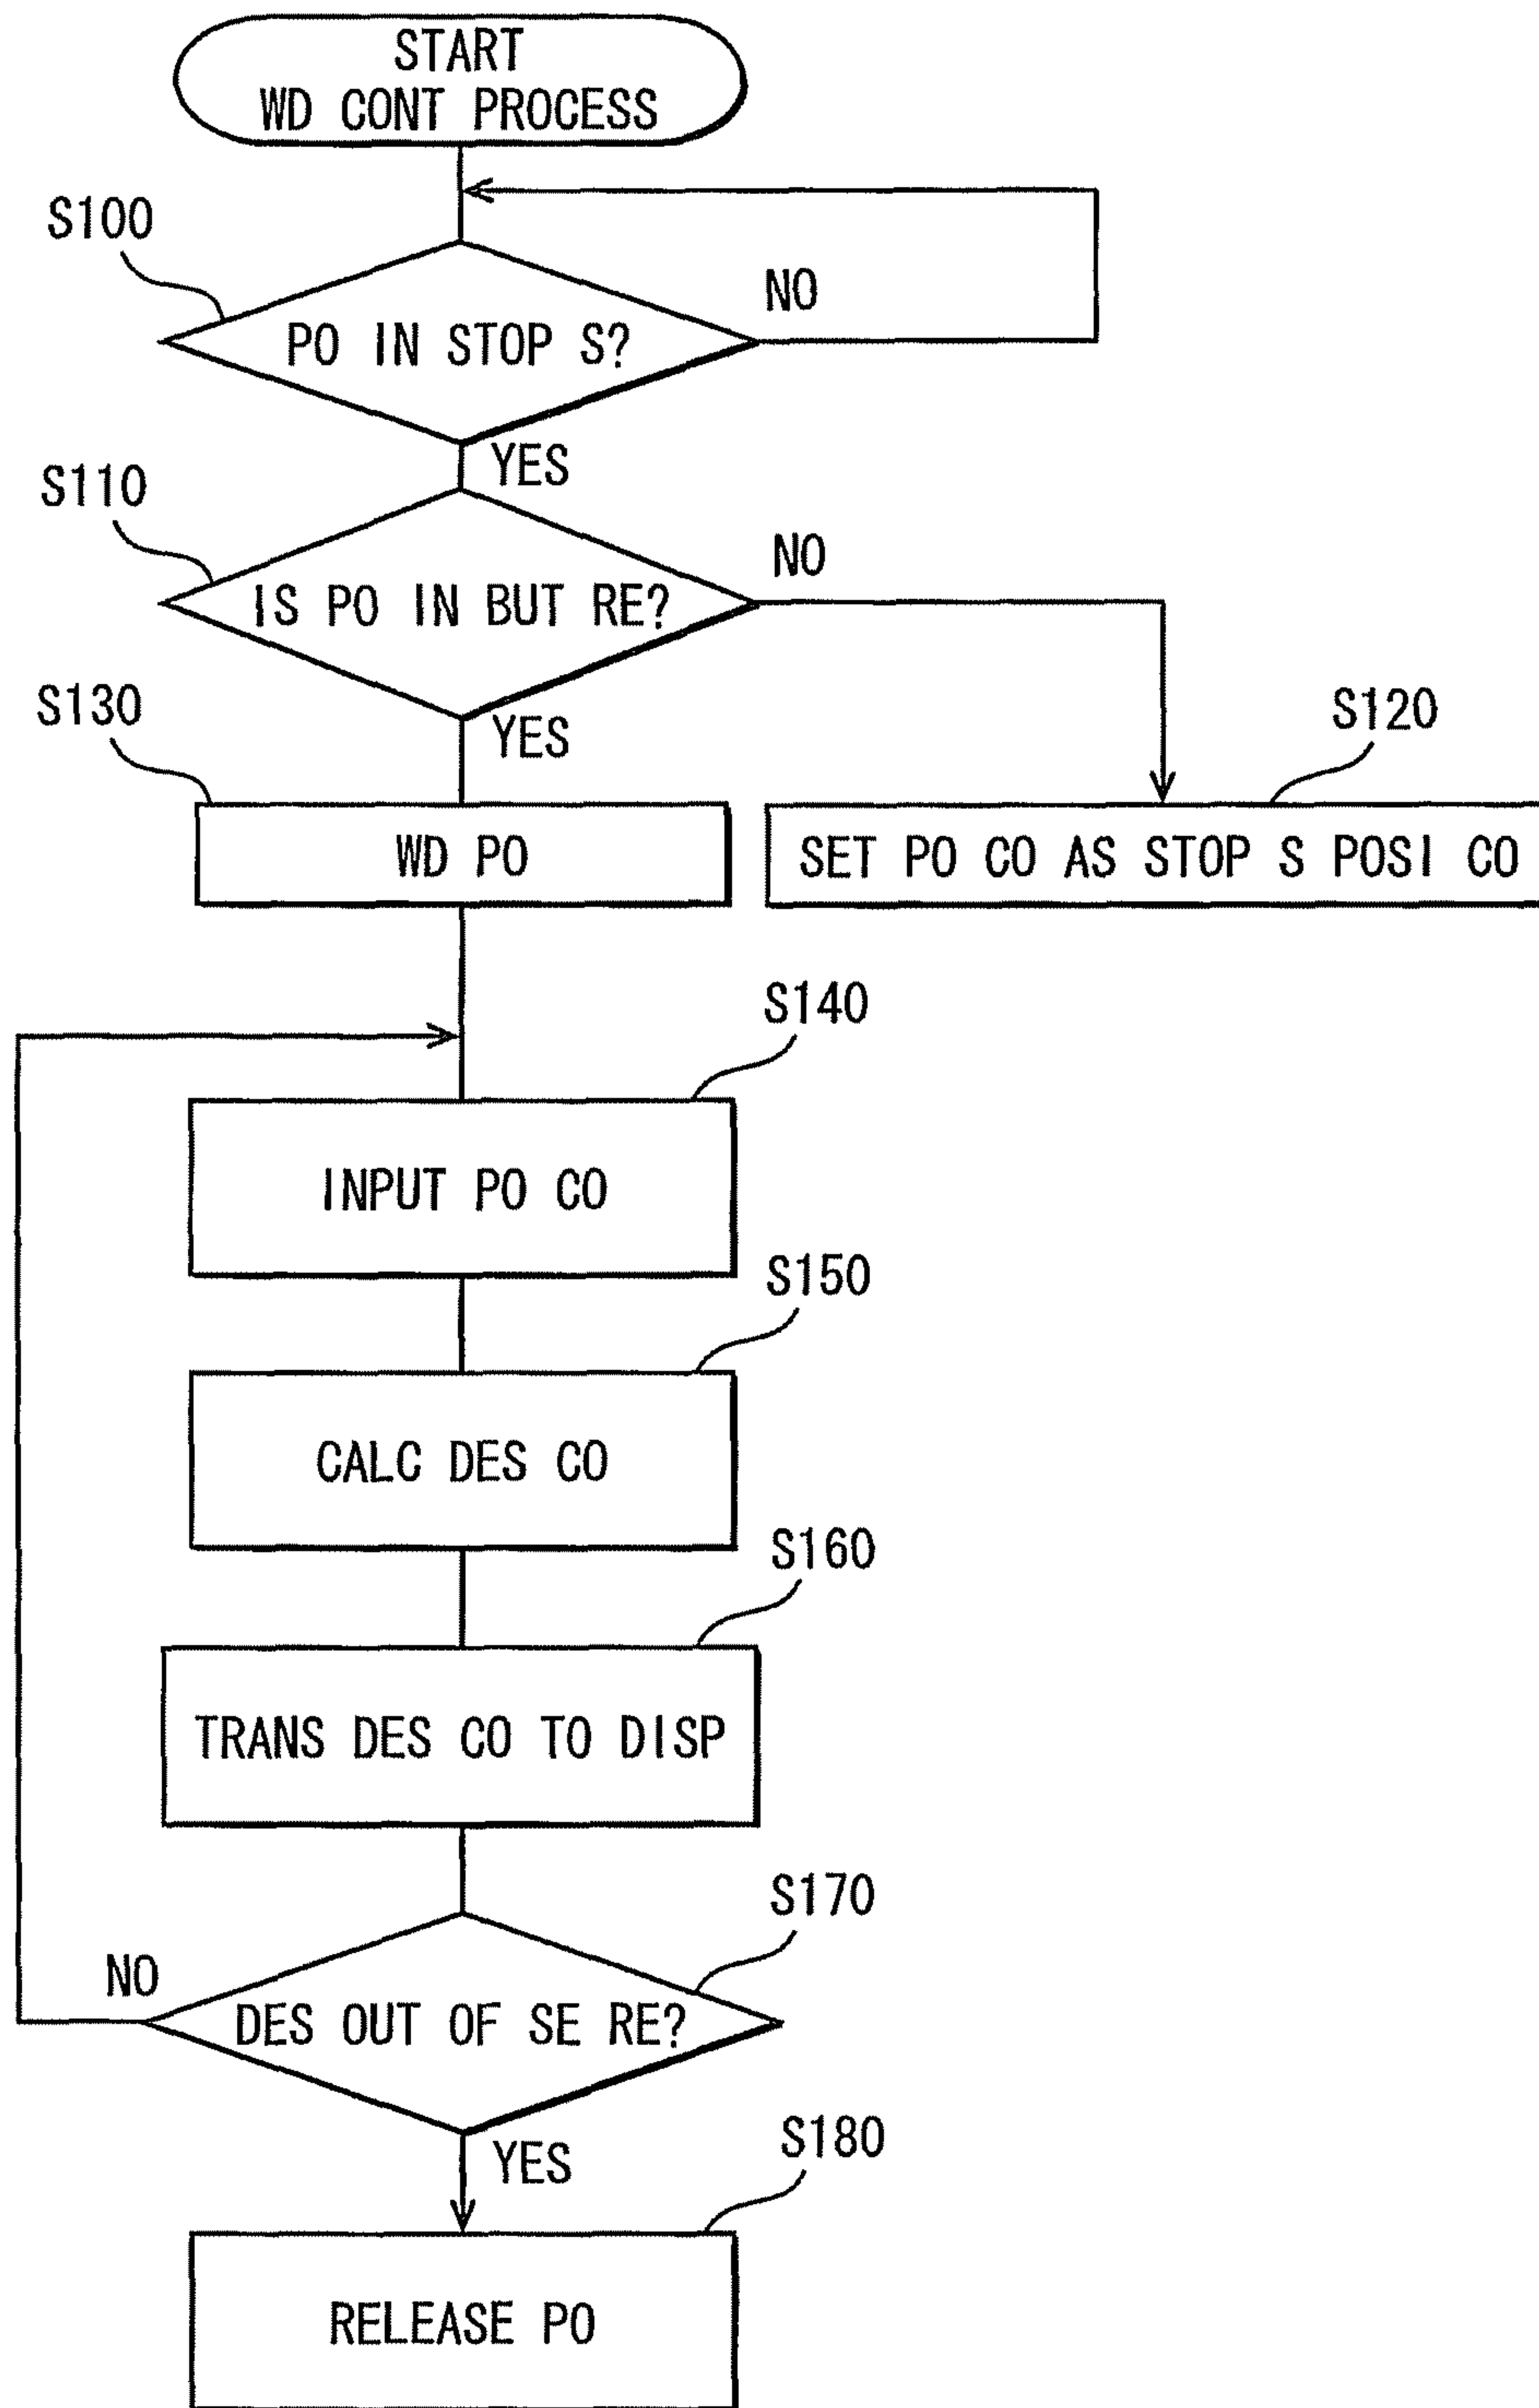 START
WD CONT PROCESS
S100
NO
PO IN STOP S?
YES
S110
NO
IS PO IN BUT RE?
S130
YES
S120
WD PO
SET PO CO AS STOP S POSI CO
S140
INPUT PO CO
S150
CALC DES CO
S160
TRANS DES CO TO DISP
S170
NO
DES OUT OF SE RE?
YES
S180
RELEASE PO